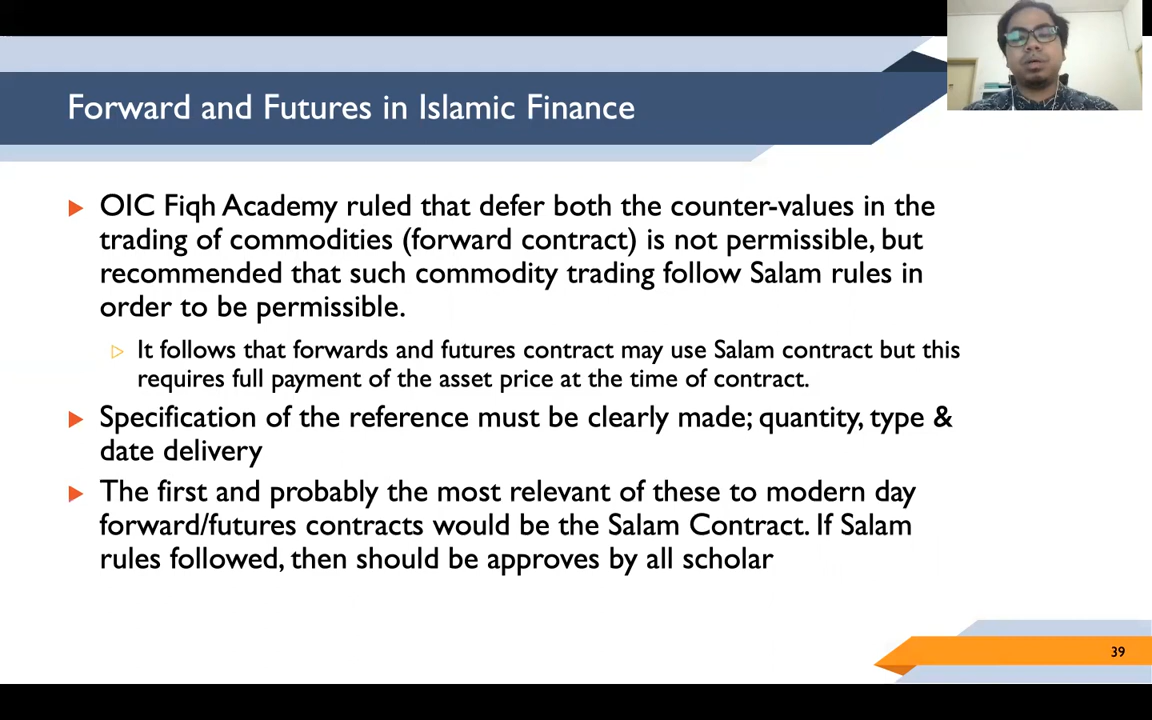 Forward and Futures in Islamic Finance
OIC Fiqh Academy ruled that defer both the counter-values in the
trading of commodities (forward contract) is not permissible, but
recommended that such commodity trading follow Salam rules in
order to be permissible.
It follows that forwards and futures contract may use Salam contract but this
requires full payment of the asset price at the time of contract.
Specification of the reference must be clearly made; quantity, type &
date delivery
The first and probably the most relevant of these to modern day
forward/futures contracts would be the Salam Contract. If Salam
rules followed, then should be approves by all scholar
39